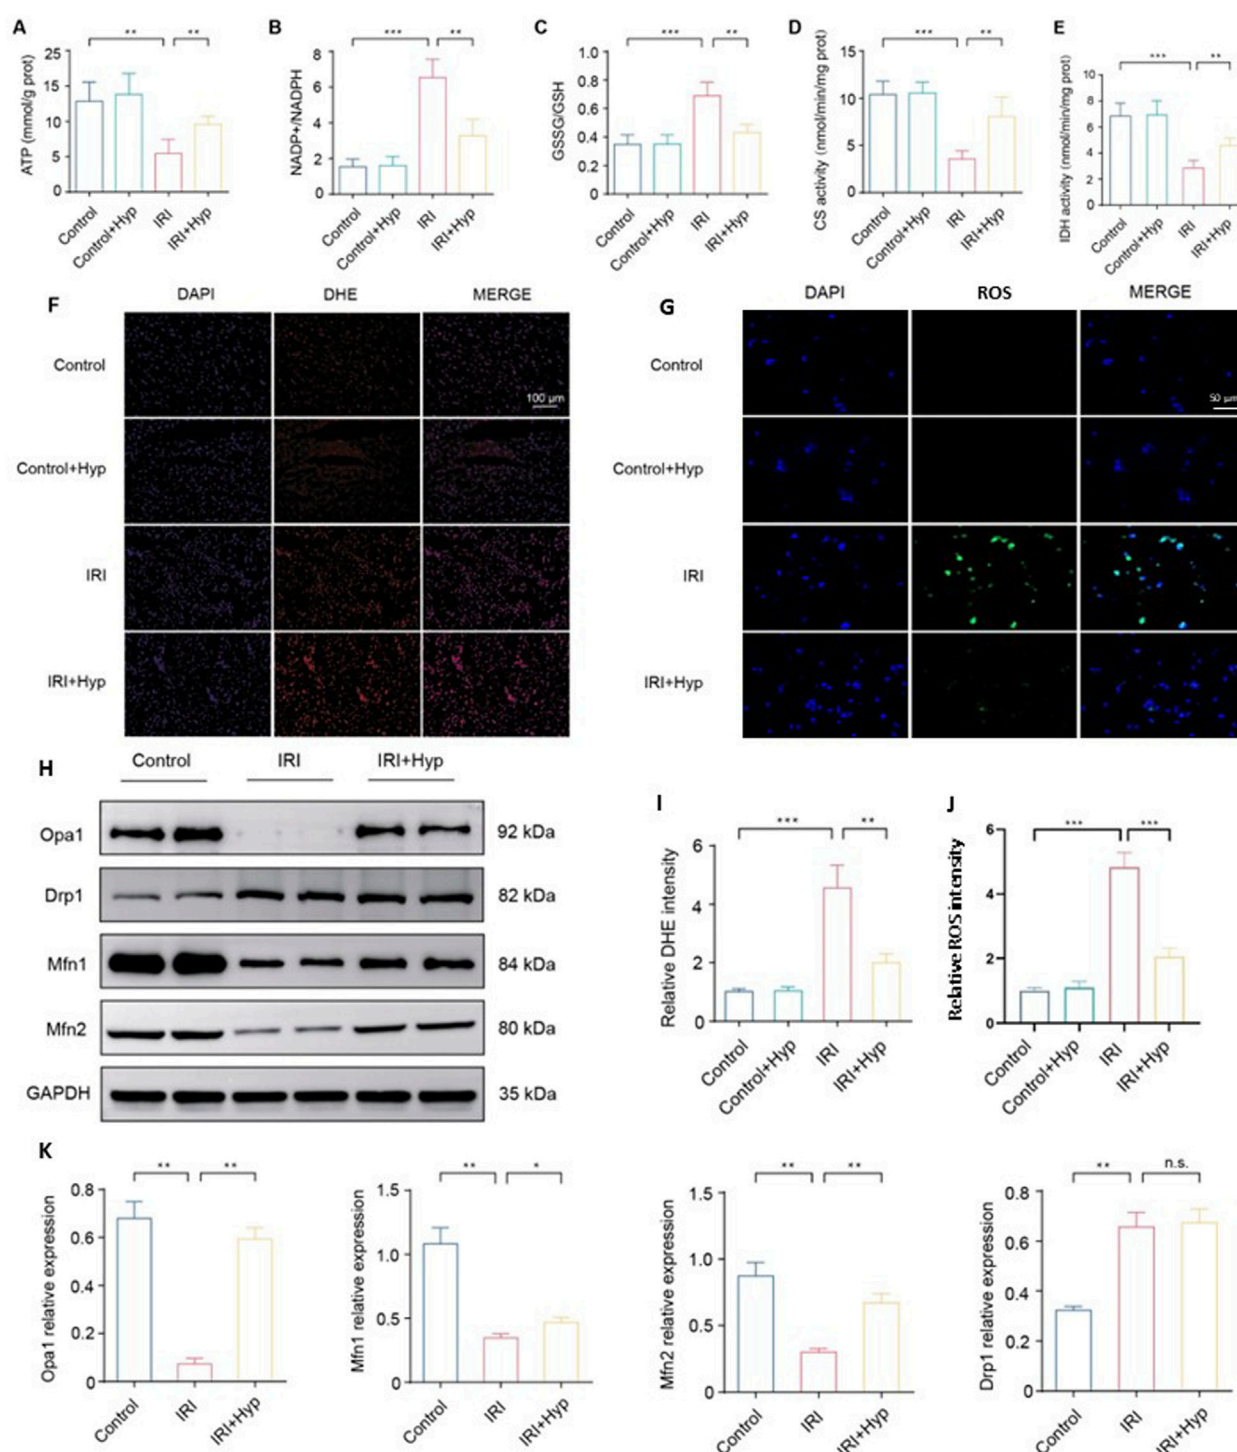 A
** **
ATP (mmol/g prot)
25
15
10
5
0
Control
Control+Hyp
IRI
IRI+Hyp
B
*** **
NADP+/NADPH
8
6
4
2
0
Control
Control+Hyp
IRI
IRI+Hyp
C
*** **
GSSG/GSH
1.0
0.8
0.6
0.4
0.2
0
Control
Control+Hyp
IRI
IRI+Hyp
D
*** **
CS activity (nmol/min/mg prot)
15
10
5
0
Control
Control+Hyp
IRI
IRI+Hyp
E
*** **
IDH activity (nmol/min/mg prot)
10
8
6
4
2
0
Control
Control+Hyp
IRI
IRI+Hyp
F
DAPI DHE MERGE
Control
100 µm
Control+Hyp
IRI
IRI+Hyp
G
DAPI ROS MERGE
Control
50 µm
Control+Hyp
IRI
IRI+Hyp
H
Control IRI IRI+Hyp
Opa1 92 kDa
Drp1 82 kDa
Mfn1 84 kDa
Mfn2 80 kDa
GAPDH 35 kDa
I
*** **
Relative DHE intensity
6
4
2
0
Control
Control+Hyp
IRI
IRI+Hyp
J
*** ***
Relative ROS intensity
6
4
2
0
Control
Control+Hyp
IRI
IRI+Hyp
K
** **
Opa1 relative expression
0.8
0.6
0.4
0.2
0
Control
IRI
IRI+Hyp
** *
Mfn1 relative expression
1.5
1.0
0.5
0
Control
IRI
IRI+Hyp
** **
Mfn2 relative expression
1.5
1.0
0.5
0
Control
IRI
IRI+Hyp
** n.s.
Drp1 relative expression
0.8
0.6
0.4
0.2
0
Control
IRI
IRI+Hyp